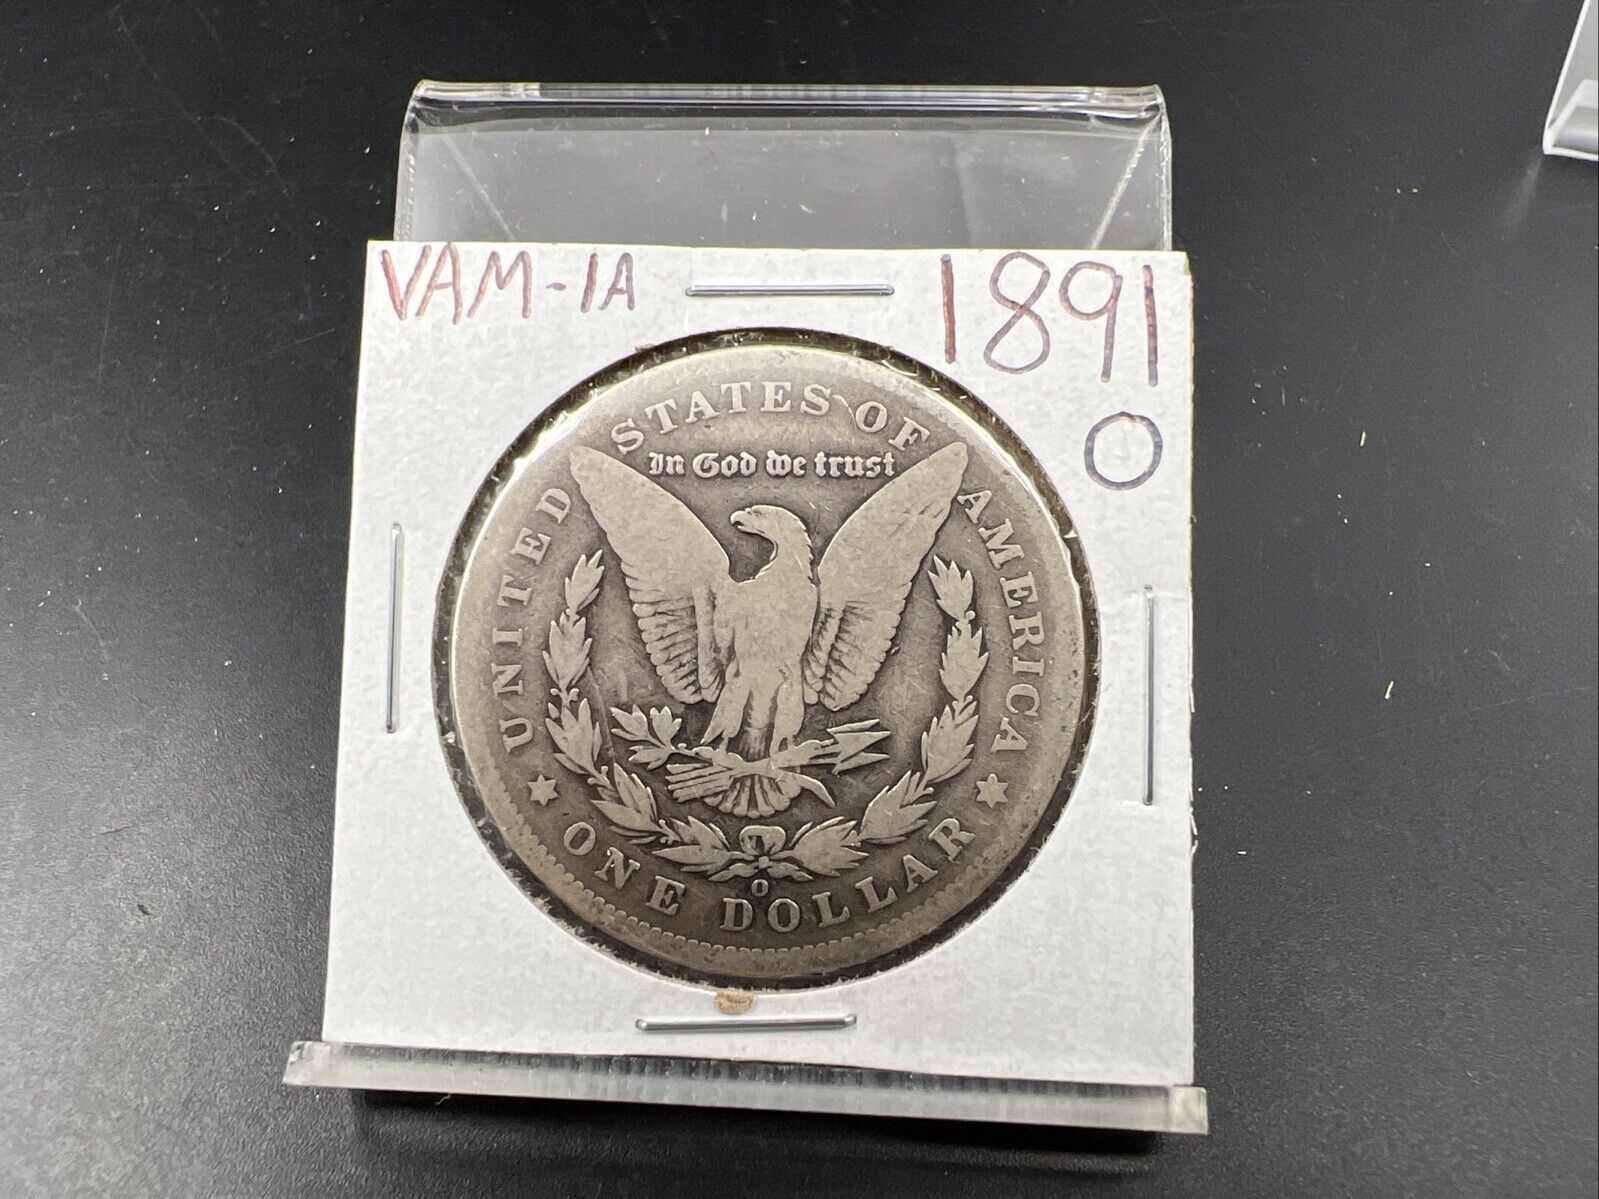 VAM-1A
1891
O
UNITED STATES OF AMERICA
In God we trust
O
ONE DOLLAR